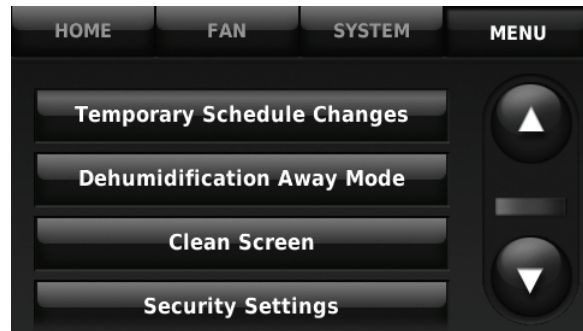 HOME FAN SYSTEM MENU
Temporary Schedule Changes
Dehumidification Away Mode
Clean Screen
Security Settings